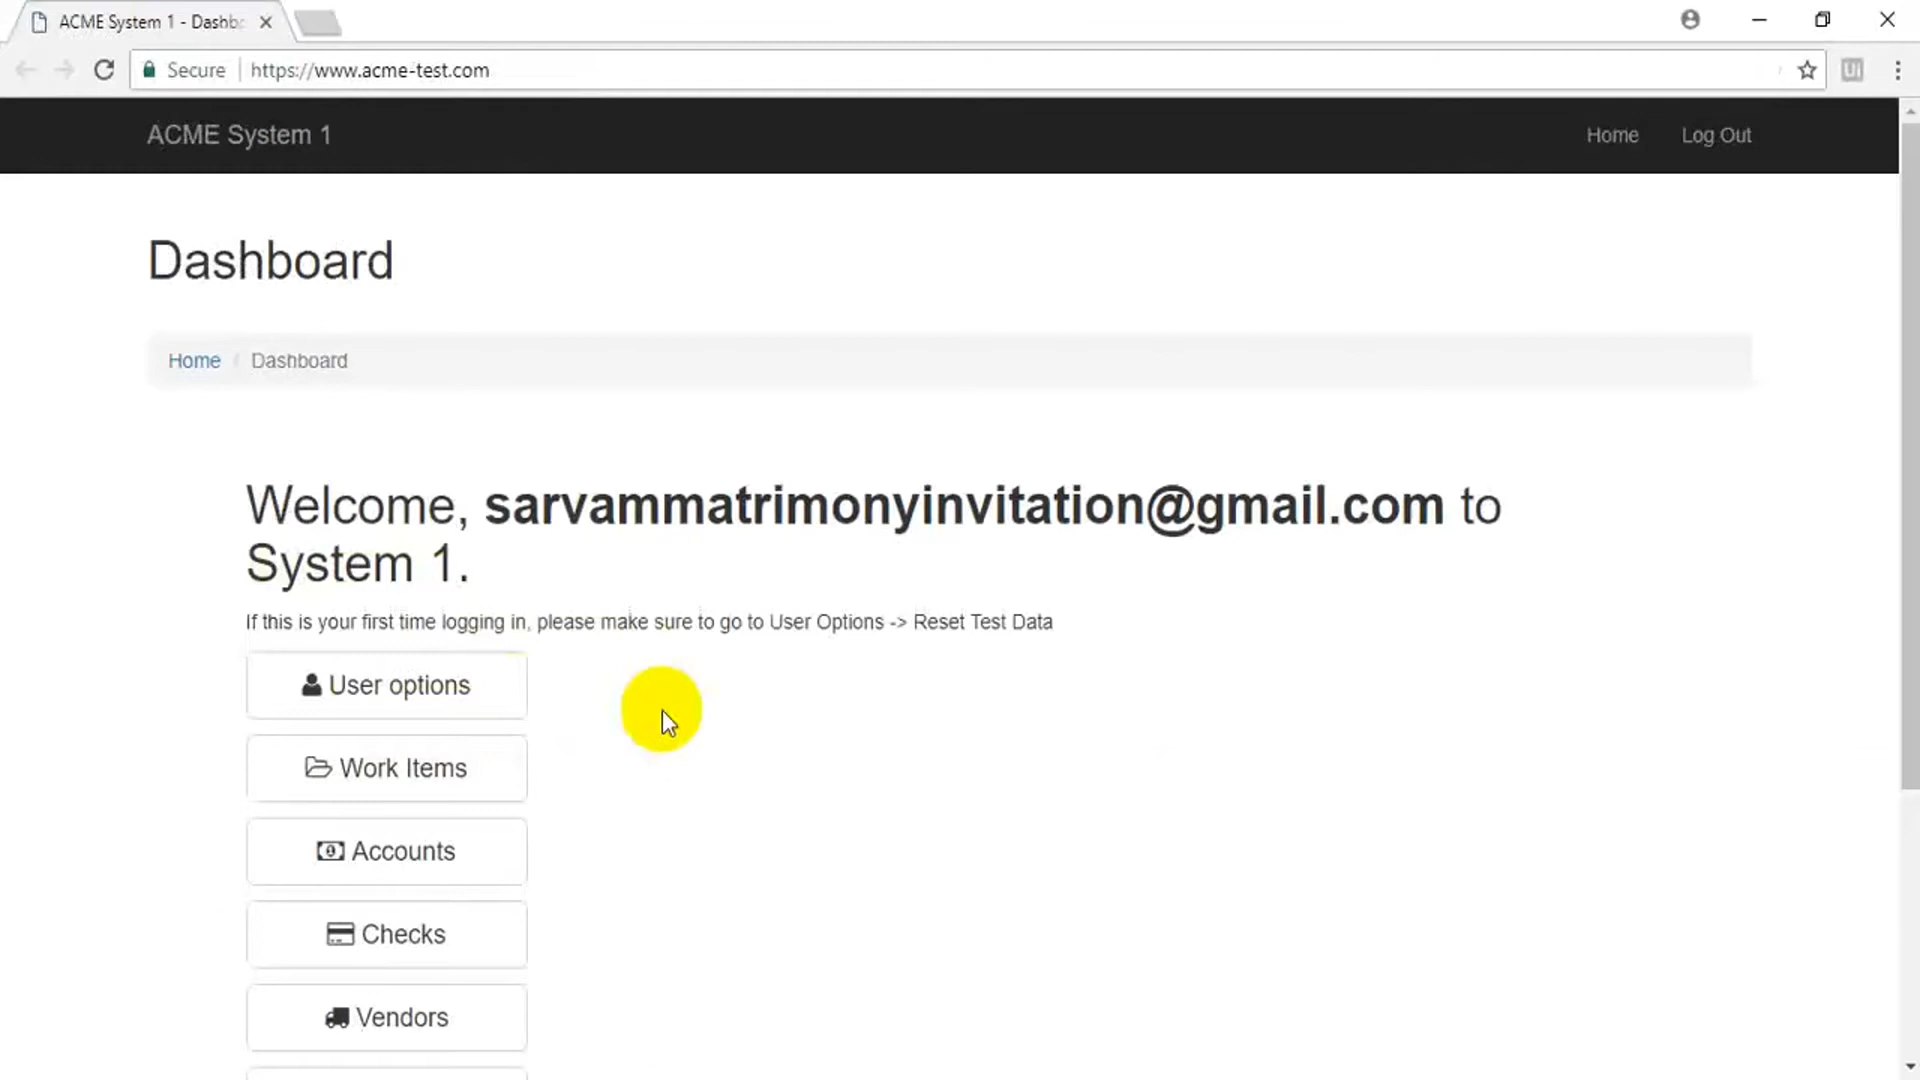 ACME System 1 - Dashbo
Secure
https://www.acme-test.com
Ui
ACME System 1
Home
Log Out
Dashboard
Home / Dashboard
Welcome, sarvammatrimonyinvitation@gmail.com to
System 1.
If this is your first time logging in, please make sure to go to User Options -> Reset Test Data
User options
Work Items
Accounts
Checks
Vendors